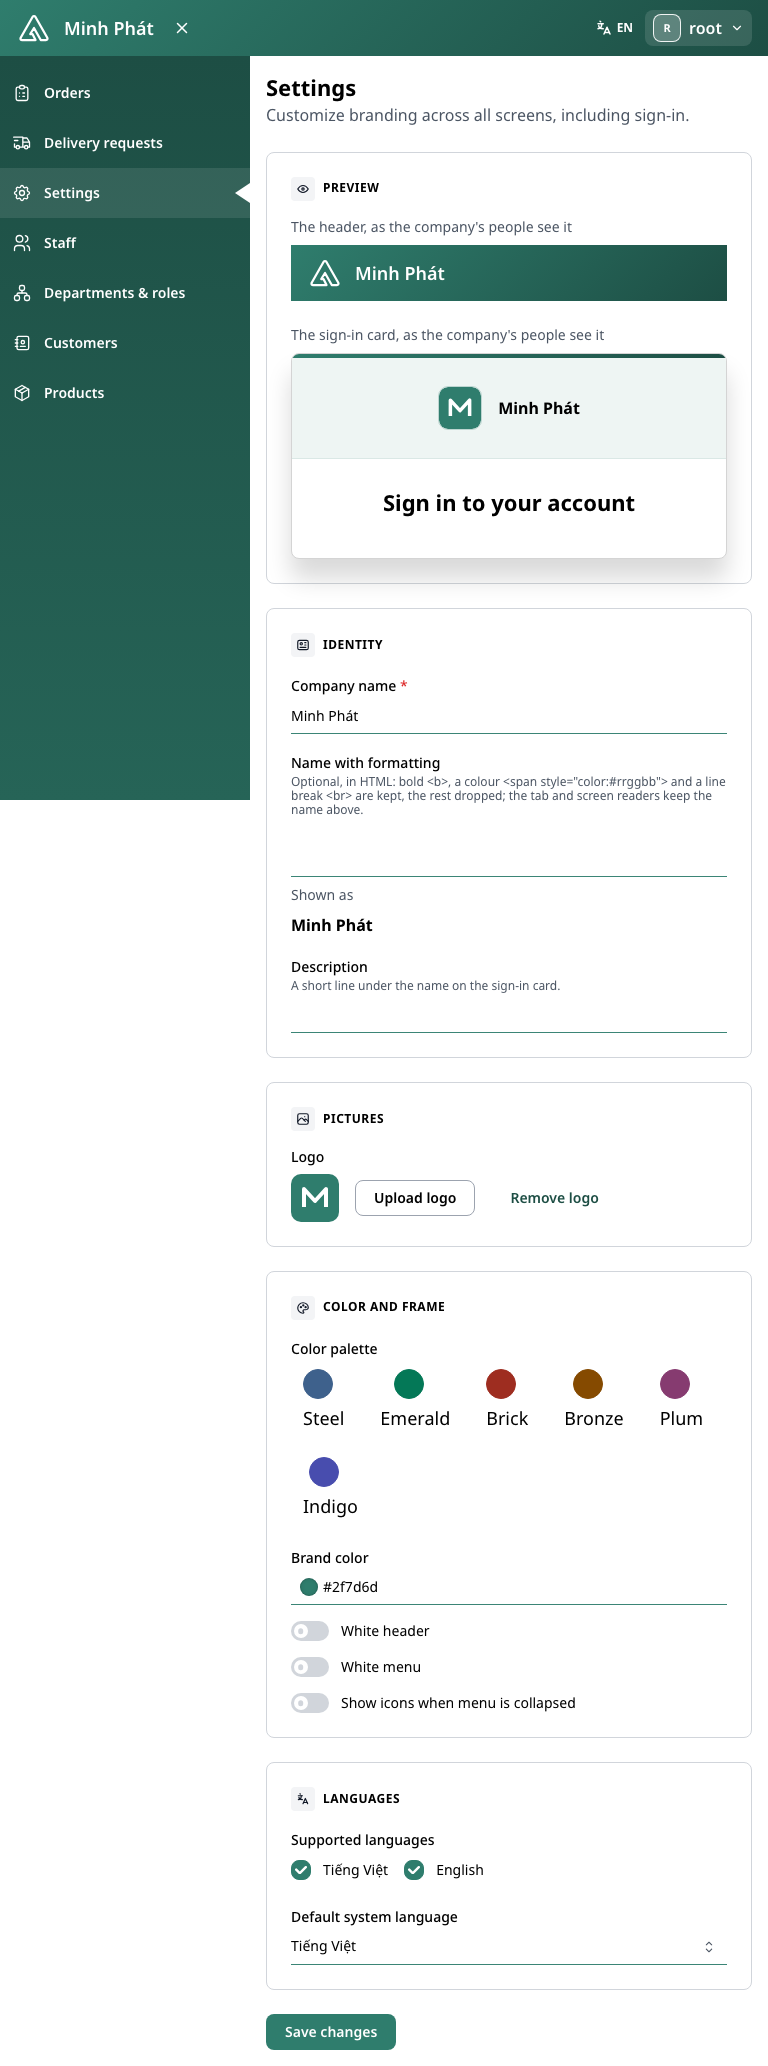 Minh Phát
EN
R
root
Orders
Delivery requests
Settings
Staff
Departments & roles
Customers
Products
Settings
Customize branding across all screens, including sign-in.
PREVIEW
The header, as the company's people see it
Minh Phát
The sign-in card, as the company's people see it
Minh Phát
Sign in to your account
IDENTITY
Company name *
Minh Phát
Name with formatting
Optional, in HTML: bold <b>, a colour <span style="color:#rrggbb"> and a line
break <br> are kept, the rest dropped; the tab and screen readers keep the
name above.
Shown as
Minh Phát
Description
A short line under the name on the sign-in card.
PICTURES
Logo
Upload logo
Remove logo
COLOR AND FRAME
Color palette
Steel
Emerald
Brick
Bronze
Plum
Indigo
Brand color
#2f7d6d
White header
White menu
Show icons when menu is collapsed
LANGUAGES
Supported languages
Tiếng Việt
English
Default system language
Tiếng Việt
Save changes